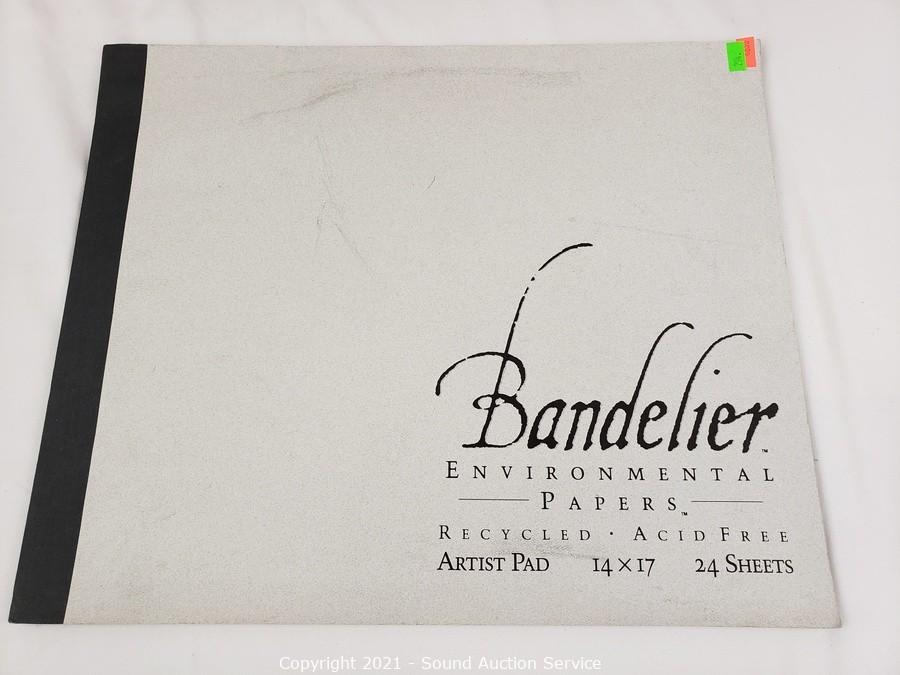 Bandelier™
ENVIRONMENTAL
PAPERS™
RECYCLED · ACID FREE
ARTIST PAD 14×17 24 SHEETS
Copyright 2021 - Sound Auction Service